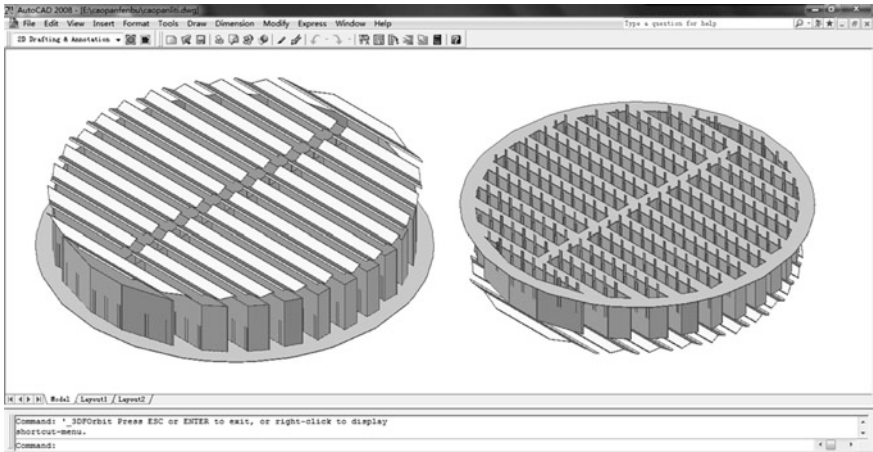 AutoCAD 2008 - [E:\caopanfenbu\caopanliti.dwg]
File Edit View Insert Format Tools Draw Dimension Modify Express Window Help
Type a question for help
2D Drafting & Annotation
Model Layout1 Layout2
Command: '_3DFOrbit Press ESC or ENTER to exit, or right-click to display
shortcut-menu.
Command: